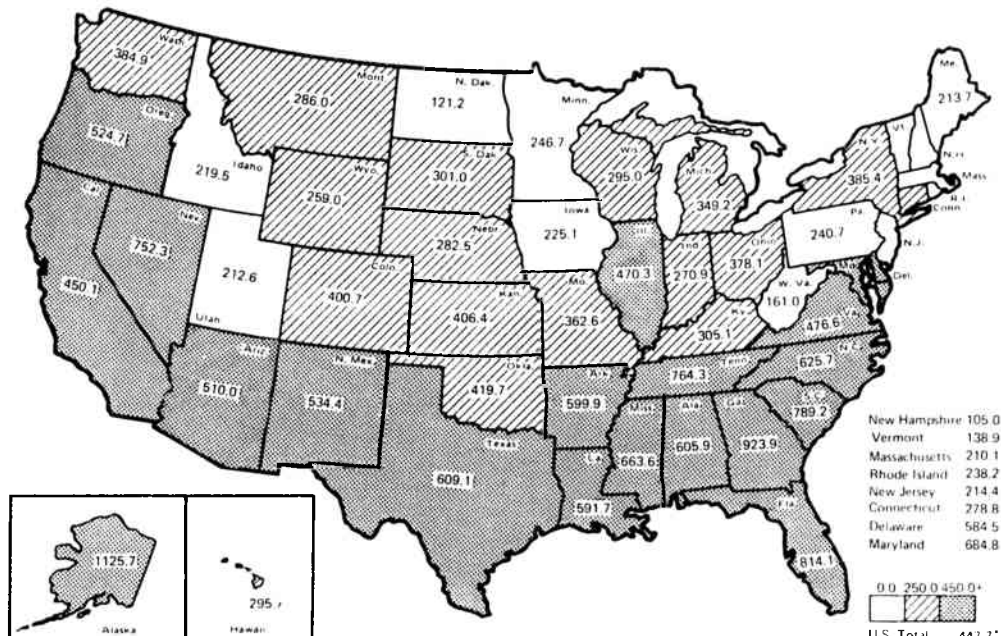 Wash.
384.9
Mont.
286.0
N. Dak.
121.2
Minn.
246.7
Me.
213.7
Oreg.
524.7
Idaho
219.5
Wyo.
259.0
S. Dak.
301.0
Wis.
295.0
Mich.
349.2
N.Y.
385.4
Vt.
N.H.
Mass.
R.I.
Conn.
Cal.
450.1
Nev.
752.3
Utah
212.6
Colo.
400.7
Nebr.
282.5
Iowa
225.1
Ill.
470.3
Ind.
270.9
Ohio
378.1
Pa.
240.7
N.J.
Md.
Del.
W. Va.
161.0
Va.
476.6
Kan.
406.4
Mo.
362.6
Ky.
305.1
Ariz.
510.0
N. Mex.
534.4
Okla.
419.7
Ark.
599.9
Tenn.
764.3
N.C.
625.7
S.C.
789.2
Texas
609.1
La.
591.7
Miss.
663.6
Ala.
605.9
Ga.
923.9
Fla.
814.1
1125.7
Alaska
295.7
Hawaii
New Hampshire 105.0
Vermont 138.9
Massachusetts 210.1
Rhode Island 238.2
New Jersey 214.4
Connecticut 278.8
Delaware 584.5
Maryland 684.8
0.0 250.0 450.0+
U.S. Total